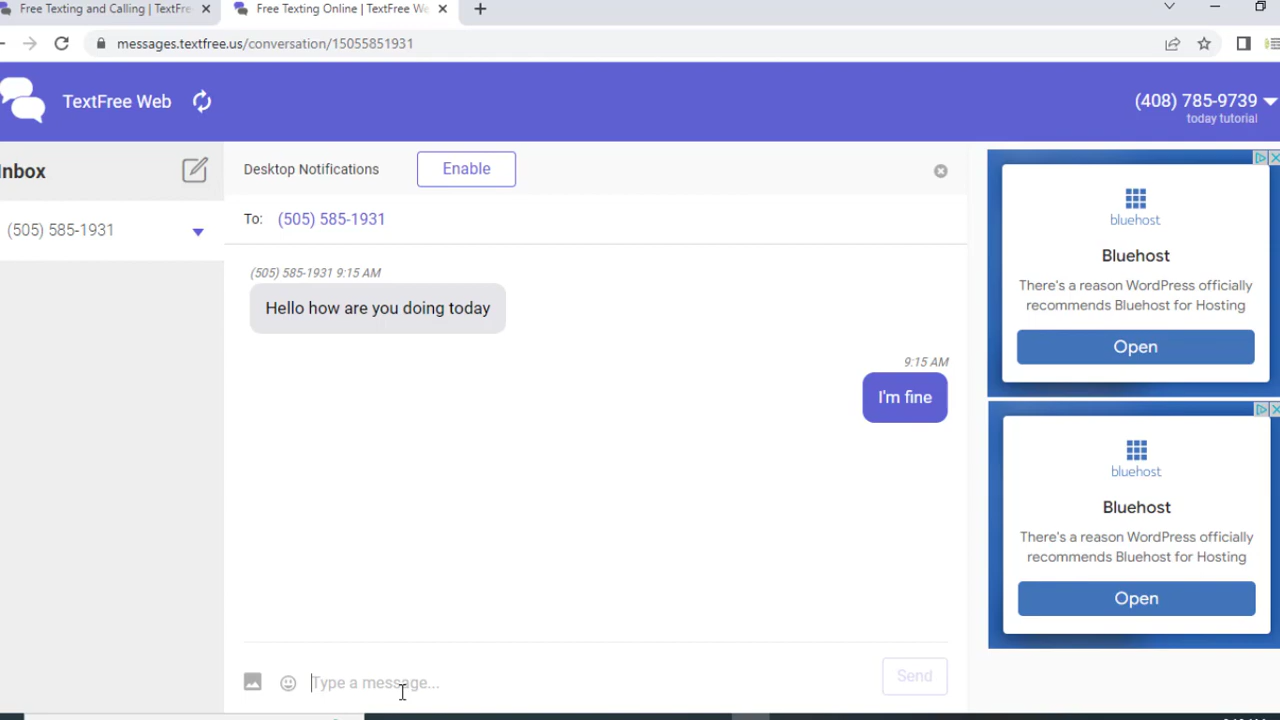 Free Texting and Calling | TextFre
Free Texting Online | TextFree We
messages.textfree.us/conversation/15055851931
TextFree Web
(408) 785-9739
today tutorial
Inbox
(505) 585-1931
Desktop Notifications
Enable
To: (505) 585-1931
(505) 585-1931 9:15 AM
Hello how are you doing today
9:15 AM
I'm fine
Type a message...
Send
bluehost
Bluehost
There's a reason WordPress officially
recommends Bluehost for Hosting
Open
bluehost
Bluehost
There's a reason WordPress officially
recommends Bluehost for Hosting
Open